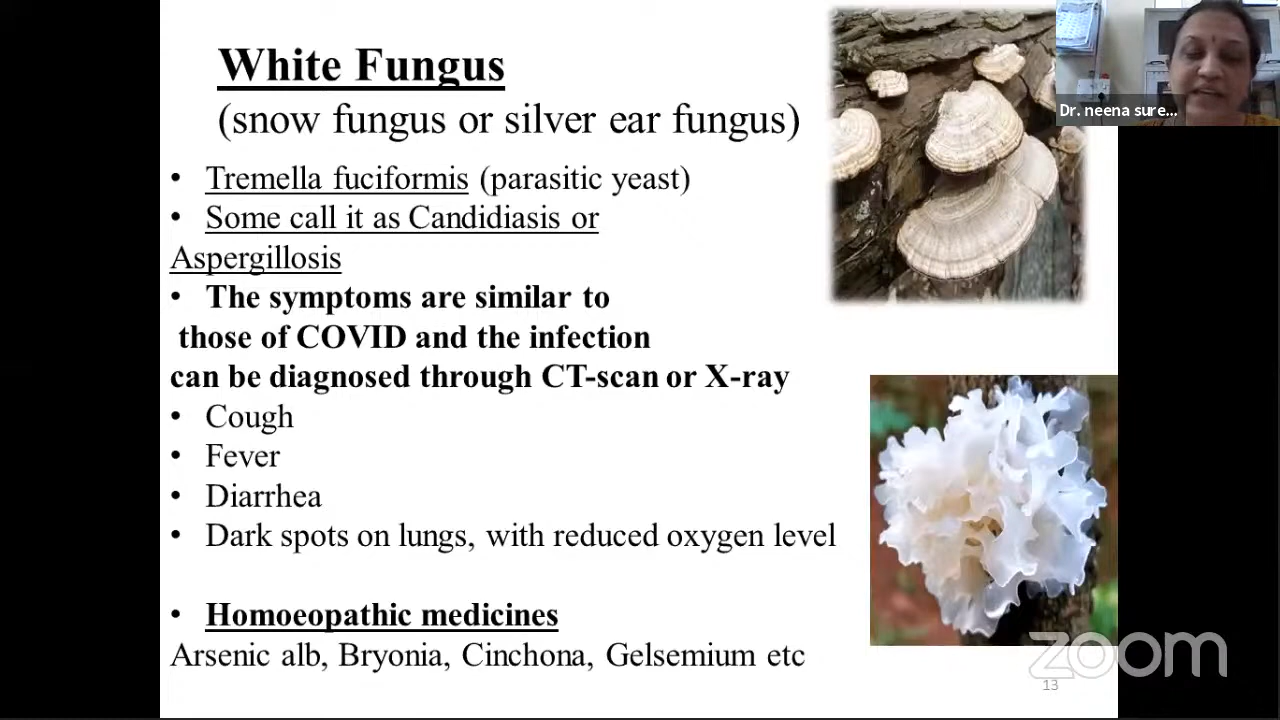 White Fungus
(snow fungus or silver ear fungus)
• Tremella fuciformis (parasitic yeast)
• Some call it as Candidiasis or
Aspergillosis
• The symptoms are similar to
those of COVID and the infection
can be diagnosed through CT-scan or X-ray
• Cough
• Fever
• Diarrhea
• Dark spots on lungs, with reduced oxygen level
• Homoeopathic medicines
Arsenic alb, Bryonia, Cinchona, Gelsemium etc
Dr. neena sure...
zoom
13